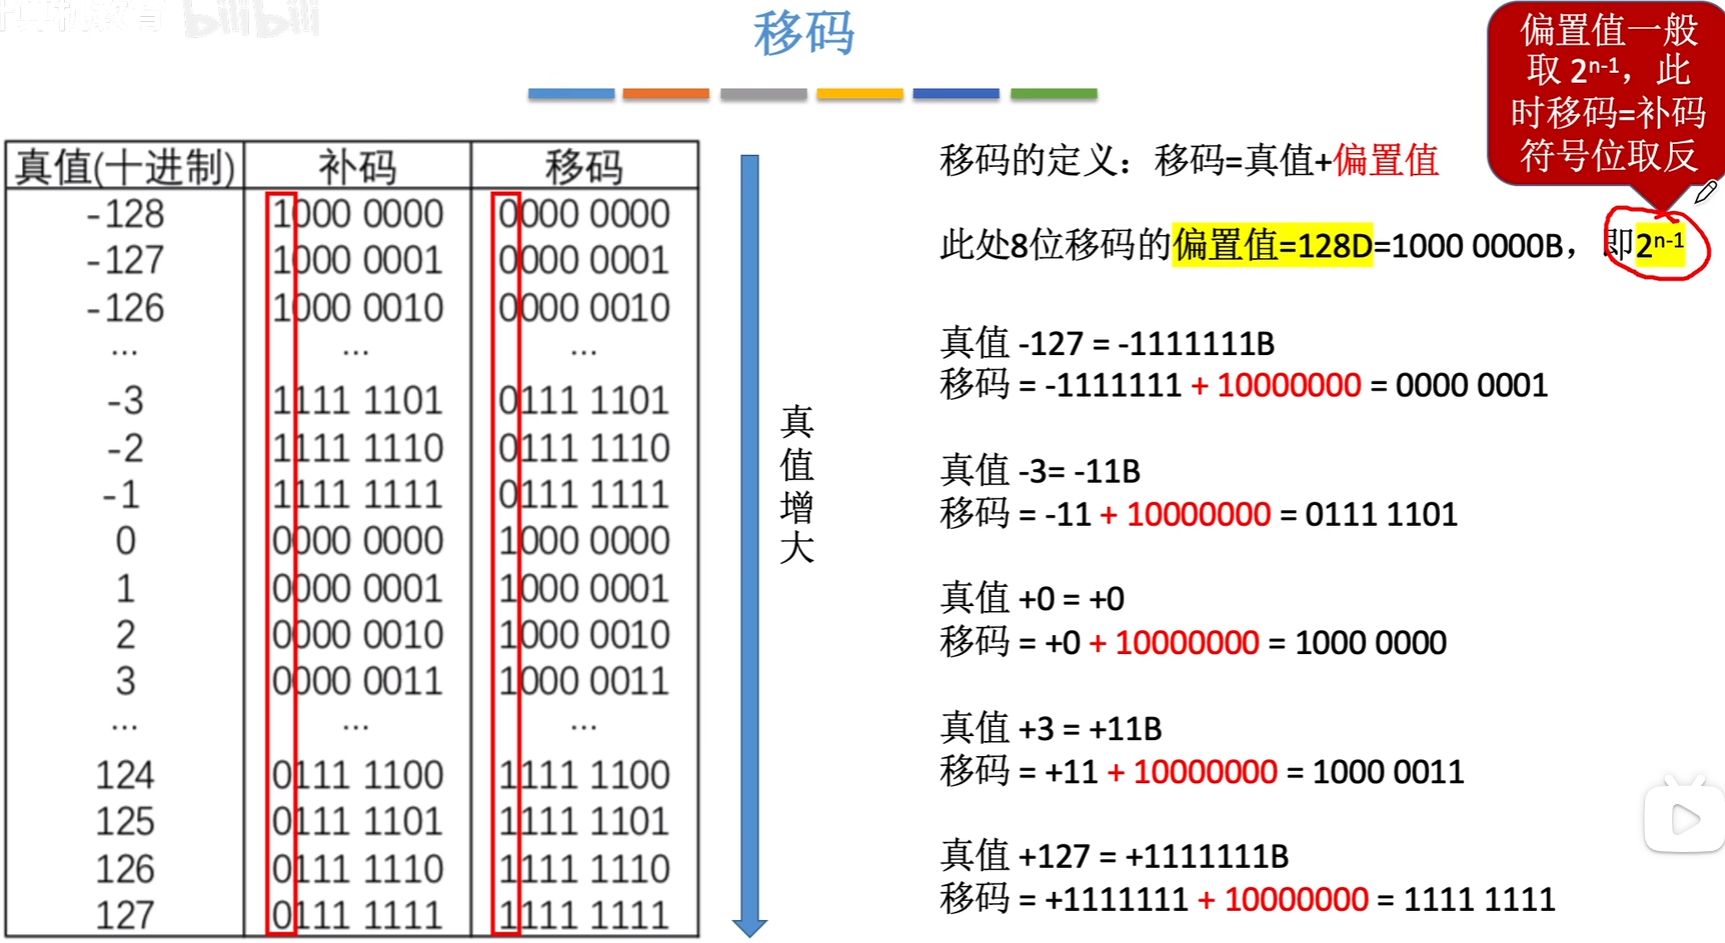 bilibili
移码
偏置值一般
取 2ⁿ⁻¹，此
时移码=补码
符号位取反
真值(十进制) 补码 移码
-128 1000 0000 0000 0000
-127 1000 0001 0000 0001
-126 1000 0010 0000 0010
... ... ...
-3 1111 1101 0111 1101
-2 1111 1110 0111 1110
-1 1111 1111 0111 1111
0 0000 0000 1000 0000
1 0000 0001 1000 0001
2 0000 0010 1000 0010
3 0000 0011 1000 0011
... ... ...
124 0111 1100 1111 1100
125 0111 1101 1111 1101
126 0111 1110 1111 1110
127 0111 1111 1111 1111
真值增大
移码的定义：移码=真值+偏置值
此处8位移码的偏置值=128D=1000 0000B，即2ⁿ⁻¹
真值 -127 = -1111111B
移码 = -1111111 + 10000000 = 0000 0001
真值 -3= -11B
移码 = -11 + 10000000 = 0111 1101
真值 +0 = +0
移码 = +0 + 10000000 = 1000 0000
真值 +3 = +11B
移码 = +11 + 10000000 = 1000 0011
真值 +127 = +1111111B
移码 = +1111111 + 10000000 = 1111 1111